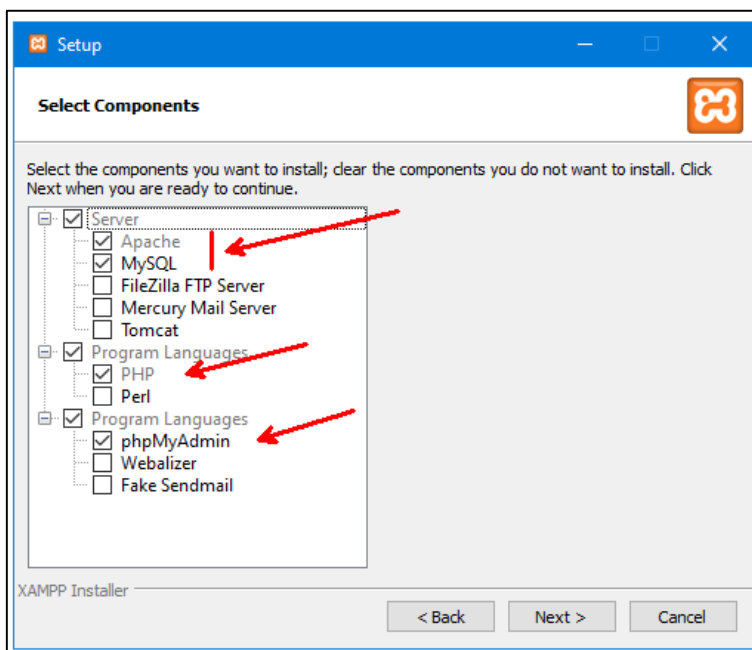 Setup
Select Components
Select the components you want to install; clear the components you do not want to install. Click
Next when you are ready to continue.
Server
Apache
MySQL
FileZilla FTP Server
Mercury Mail Server
Tomcat
Program Languages
PHP
Perl
Program Languages
phpMyAdmin
Webalizer
Fake Sendmail
XAMPP Installer
< Back Next > Cancel